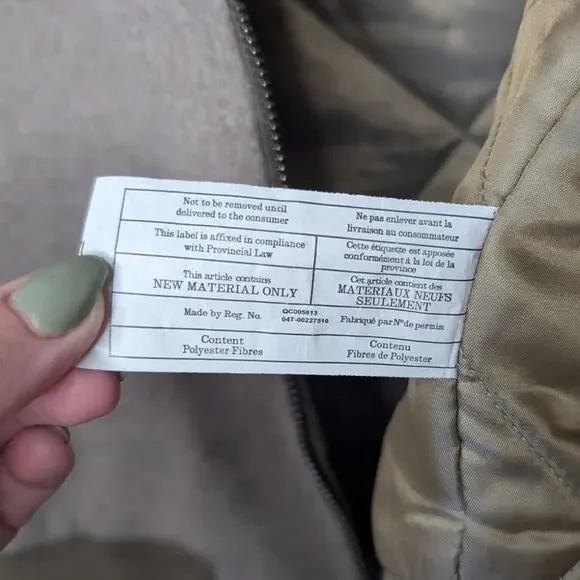 Not to be removed until
delivered to the consumer
Ne pas enlever avant la
livraison au consommateur
This label is affixed in compliance
with Provincial Law
Cette étiquette est apposée
conformément à la loi de la
province
This article contains
NEW MATERIAL ONLY
Cet article contient des
MATERIAUX NEUFS
SEULEMENT
Made by Reg. No.
QC005813
04T-00227510
Fabriqué par Nº de permis:
Content
Polyester Fibres
Contenu
Fibres de Polyester